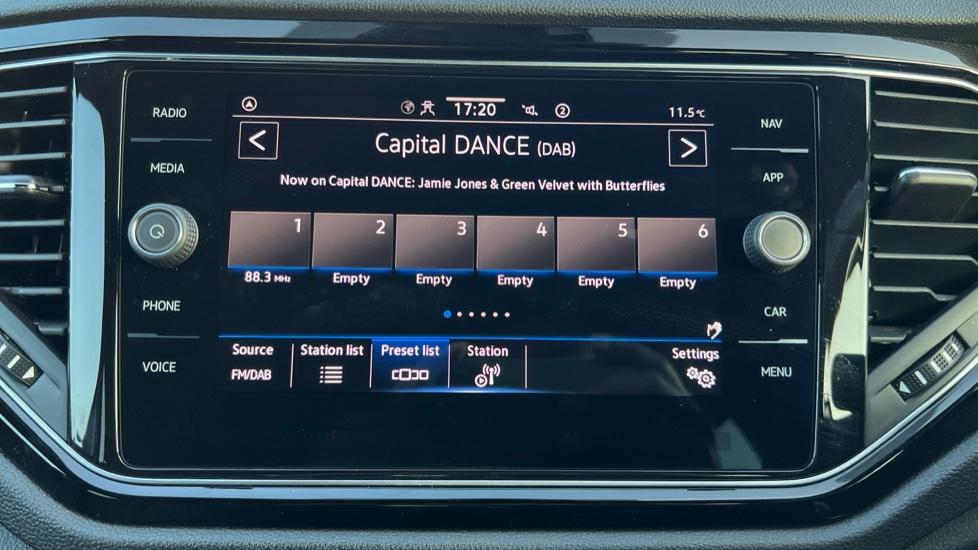 RADIO
MEDIA
PHONE
VOICE
17:20
2
11.5°C
Capital DANCE (DAB)
Now on Capital DANCE: Jamie Jones & Green Velvet with Butterflies
1 2 3 4 5 6
88.3 MHz Empty Empty Empty Empty Empty
Source Station list Preset list Station Settings
FM/DAB
NAV
APP
CAR
MENU